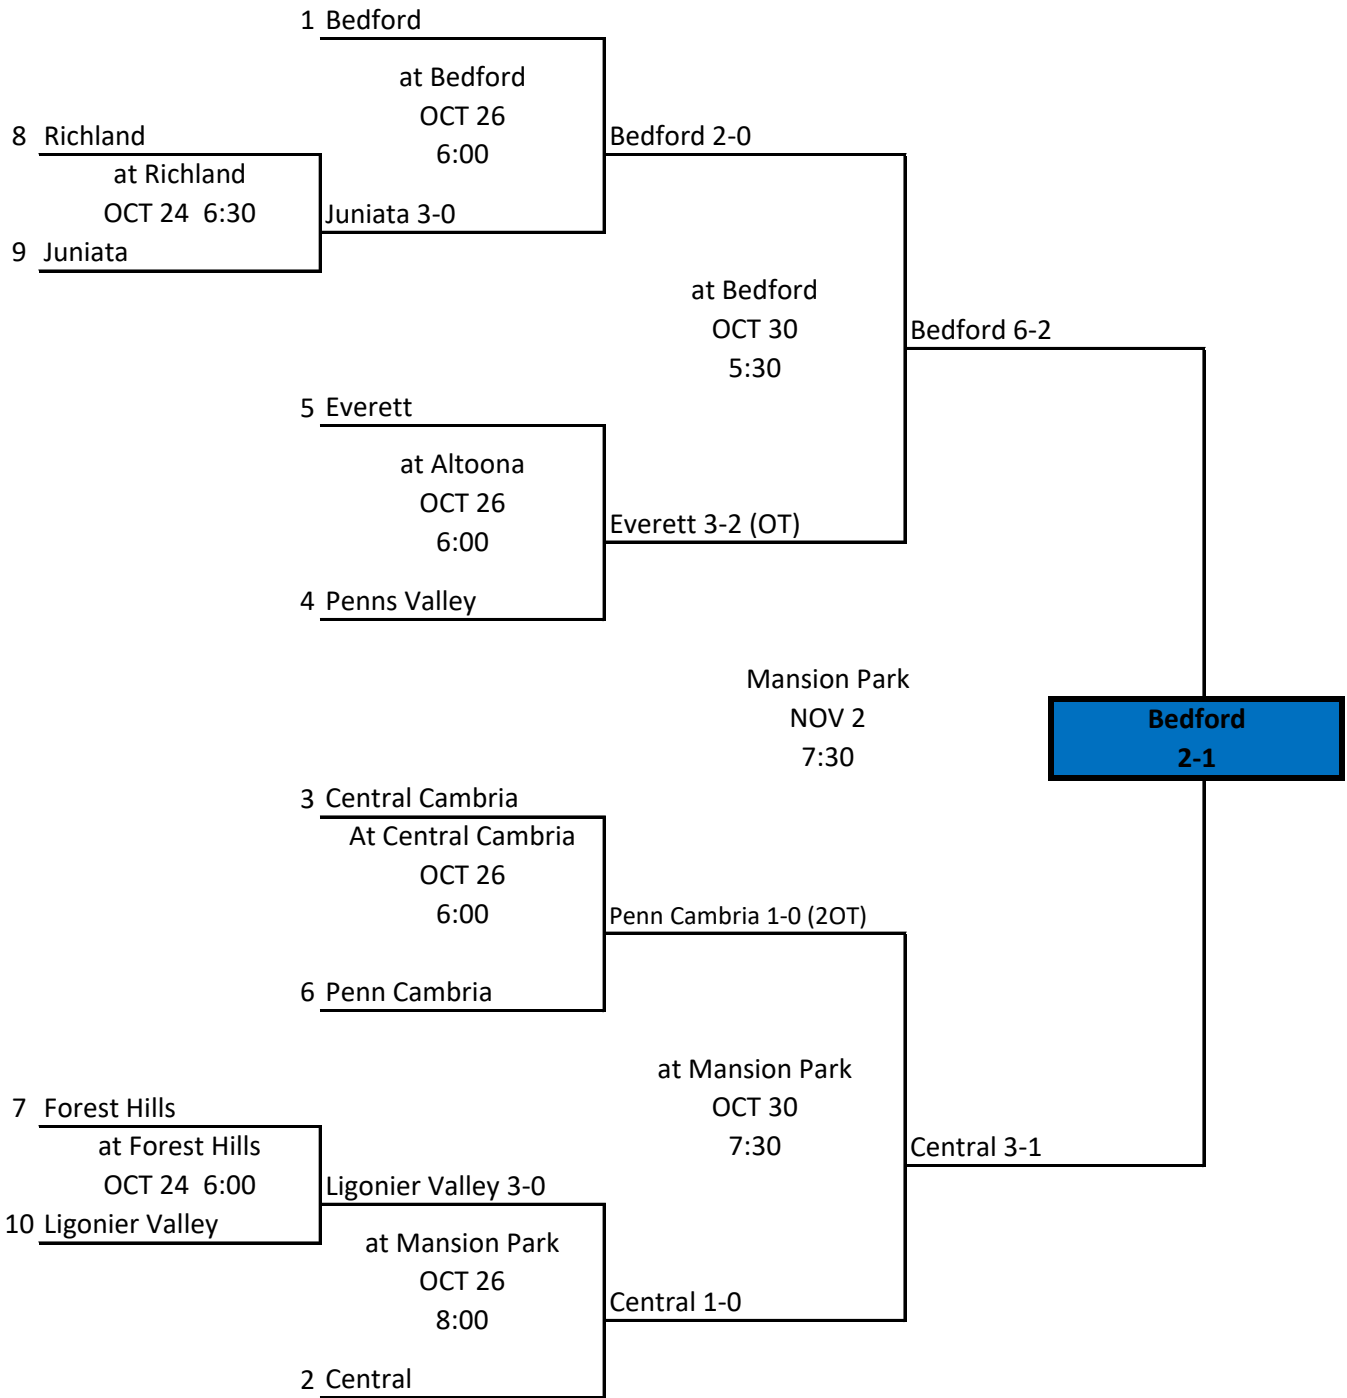 1 Bedford
at Bedford
OCT 26
6:00
8 Richland
at Richland
OCT 24 6:30
9 Juniata
Juniata 3-0
Bedford 2-0
at Bedford
OCT 30
5:30
Bedford 6-2
5 Everett
at Altoona
OCT 26
6:00
Everett 3-2 (OT)
4 Penns Valley
Mansion Park
NOV 2
7:30
Bedford
2-1
3 Central Cambria
At Central Cambria
OCT 26
6:00
Penn Cambria 1-0 (2OT)
6 Penn Cambria
at Mansion Park
OCT 30
7:30
Central 3-1
7 Forest Hills
at Forest Hills
OCT 24 6:00
10 Ligonier Valley
Ligonier Valley 3-0
at Mansion Park
OCT 26
8:00
Central 1-0
2 Central